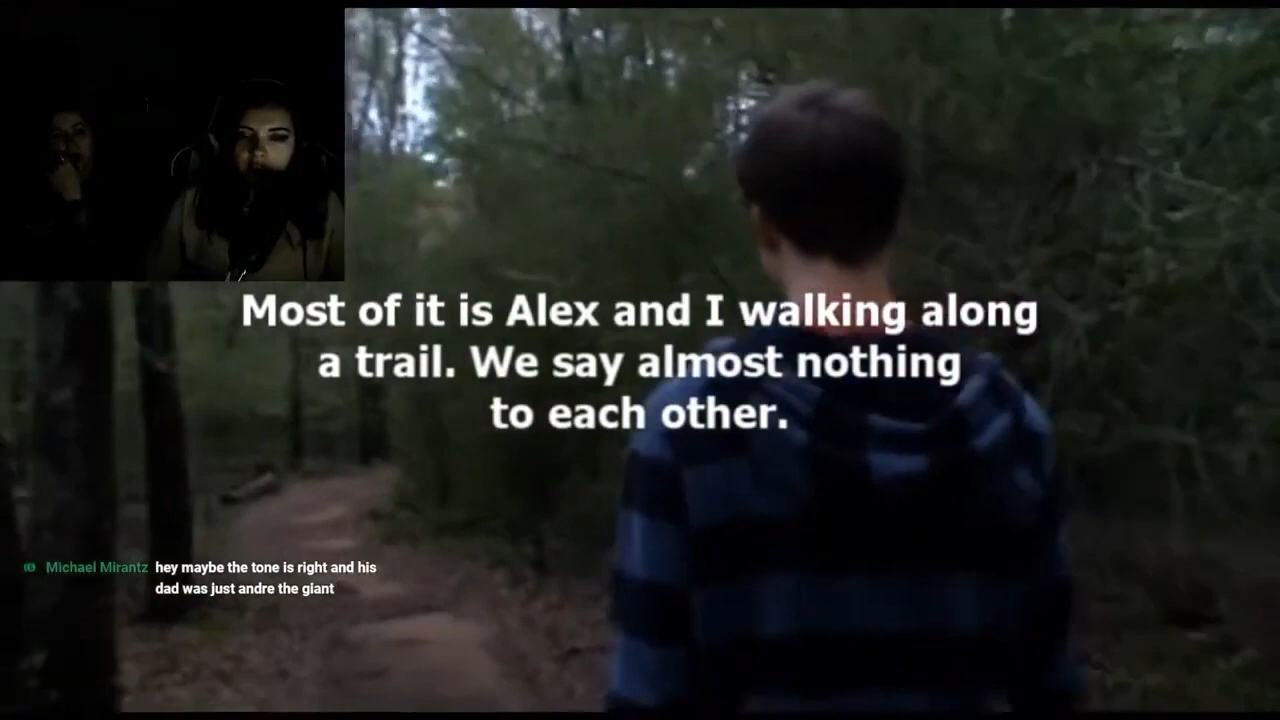 Most of it is Alex and I walking along
a trail. We say almost nothing
to each other.
Michael Mirantz hey maybe the tone is right and his
dad was just andre the giant